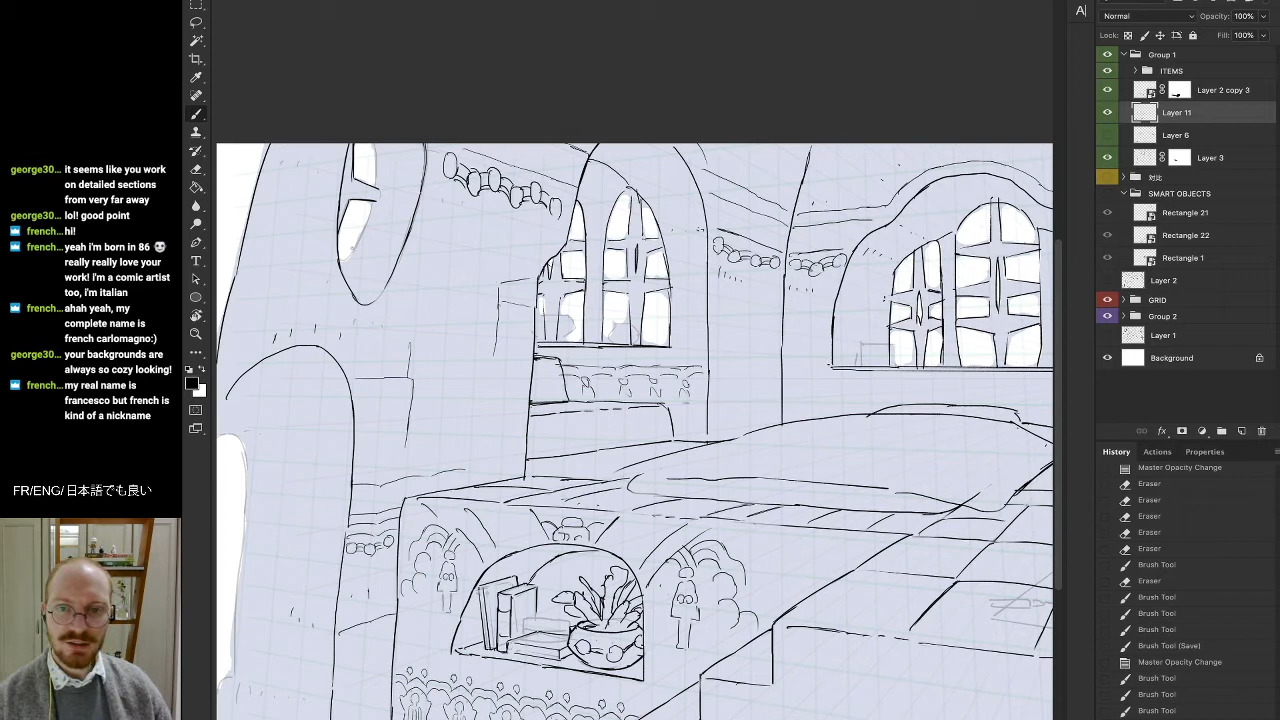 george30... it seems like you work
on detailed sections
from very far away
george30... lol! good point
french... hi!
french... yeah i'm born in 86 💀
really really love your
work! i'm a comic artist
too, i'm italian
french... ahah yeah, my
complete name is
french carlomagno:)
george30... your backgrounds are
always so cozy looking!
french... my real name is
francesco but french is
kind of a nickname
FR/ENG/日本語でも良い
A|
Normal Opacity: 100%
Lock: Fill: 100%
Group 1
ITEMS
Layer 2 copy 3
Layer 11
Layer 6
Layer 3
対比
SMART OBJECTS
Rectangle 21
Rectangle 22
Rectangle 1
Layer 2
GRID
Group 2
Layer 1
Background
fx
History Actions Properties
Master Opacity Change
Eraser
Eraser
Eraser
Eraser
Eraser
Brush Tool
Eraser
Brush Tool
Brush Tool
Brush Tool
Brush Tool (Save)
Master Opacity Change
Brush Tool
Brush Tool
Brush Tool